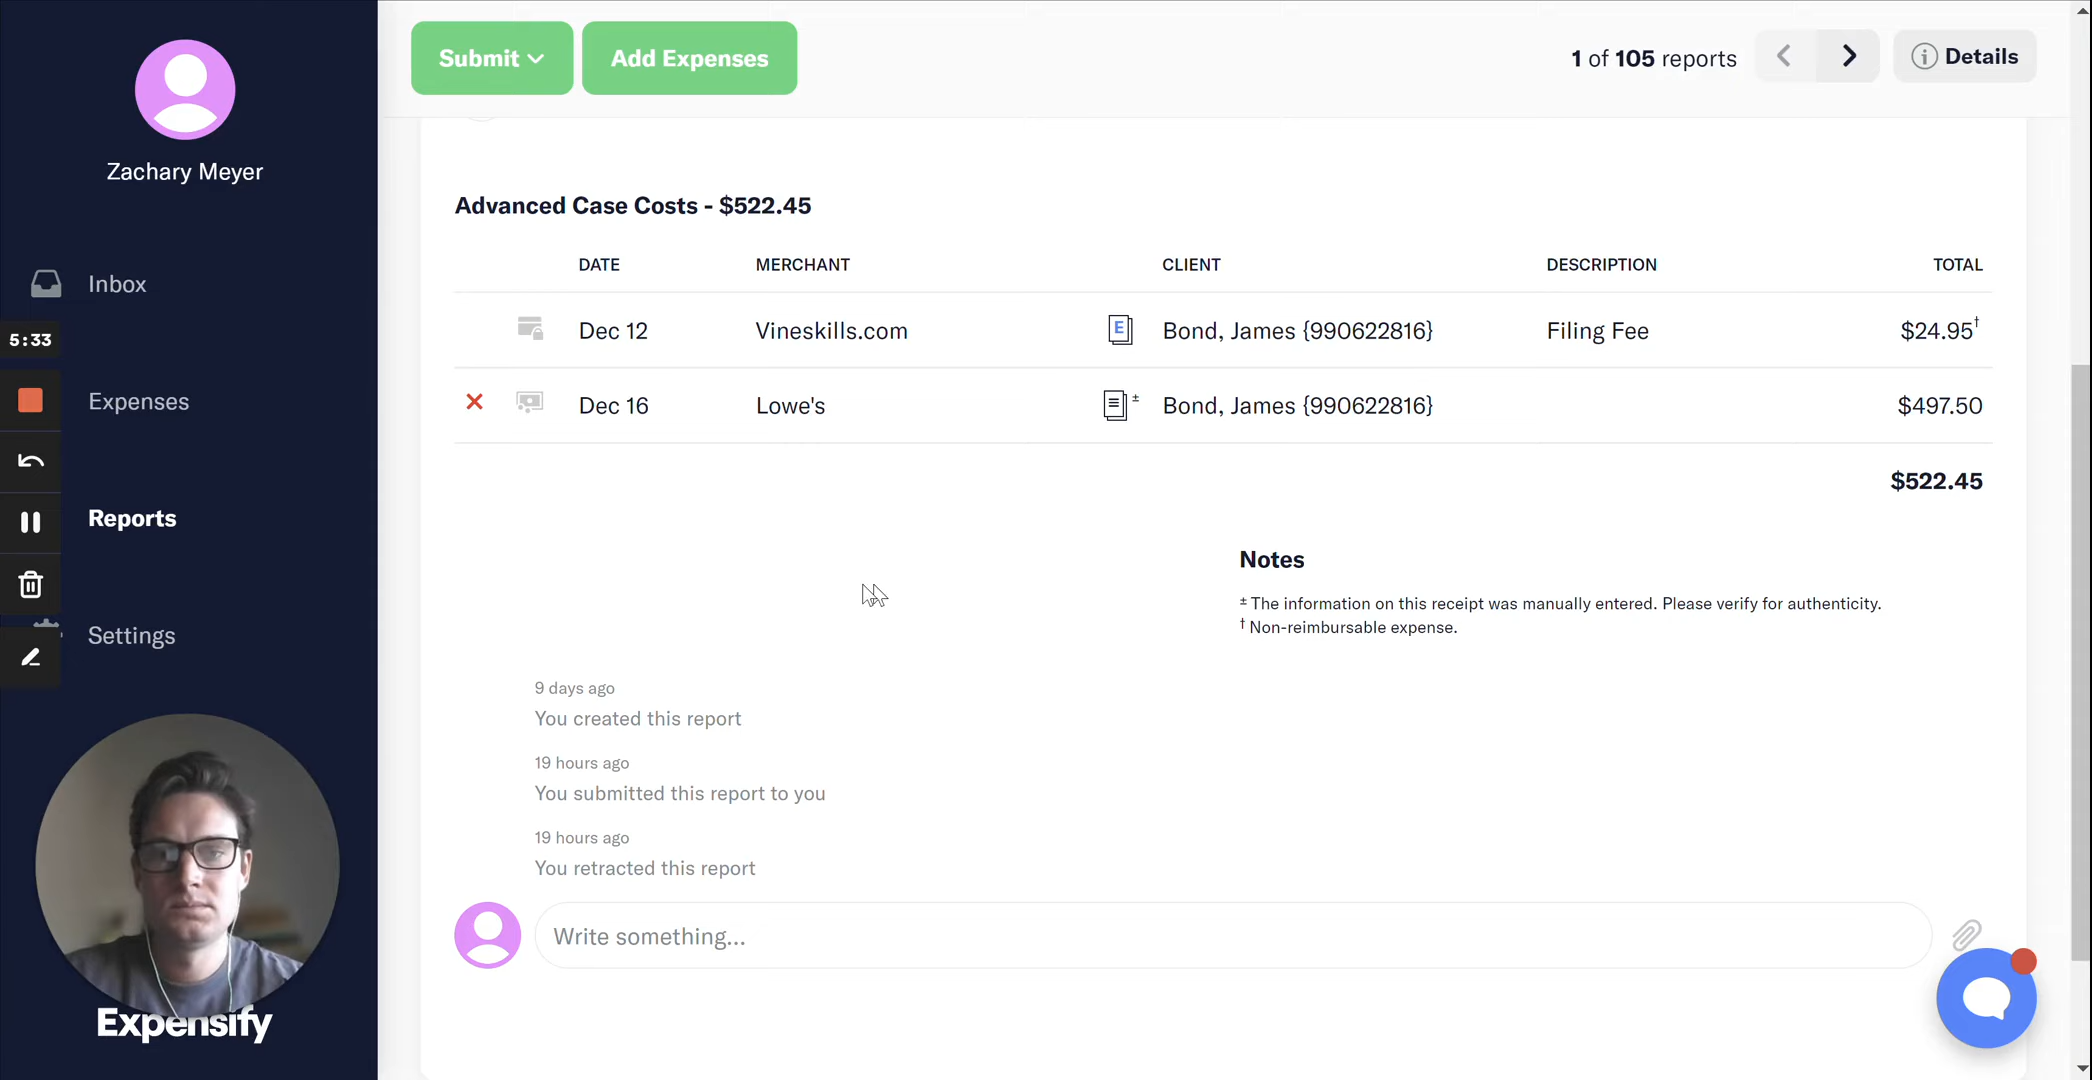 Submit
Add Expenses
1 of 105 reports
Details
Zachary Meyer
Inbox
5:33
Expenses
Reports
Settings
Expensify
Advanced Case Costs - $522.45
DATE MERCHANT CLIENT DESCRIPTION TOTAL
Dec 12 Vineskills.com E Bond, James {990622816} Filing Fee $24.95†
Dec 16 Lowe's ± Bond, James {990622816} $497.50
$522.45
Notes
± The information on this receipt was manually entered. Please verify for authenticity.
† Non-reimbursable expense.
9 days ago
You created this report
19 hours ago
You submitted this report to you
19 hours ago
You retracted this report
Write something...